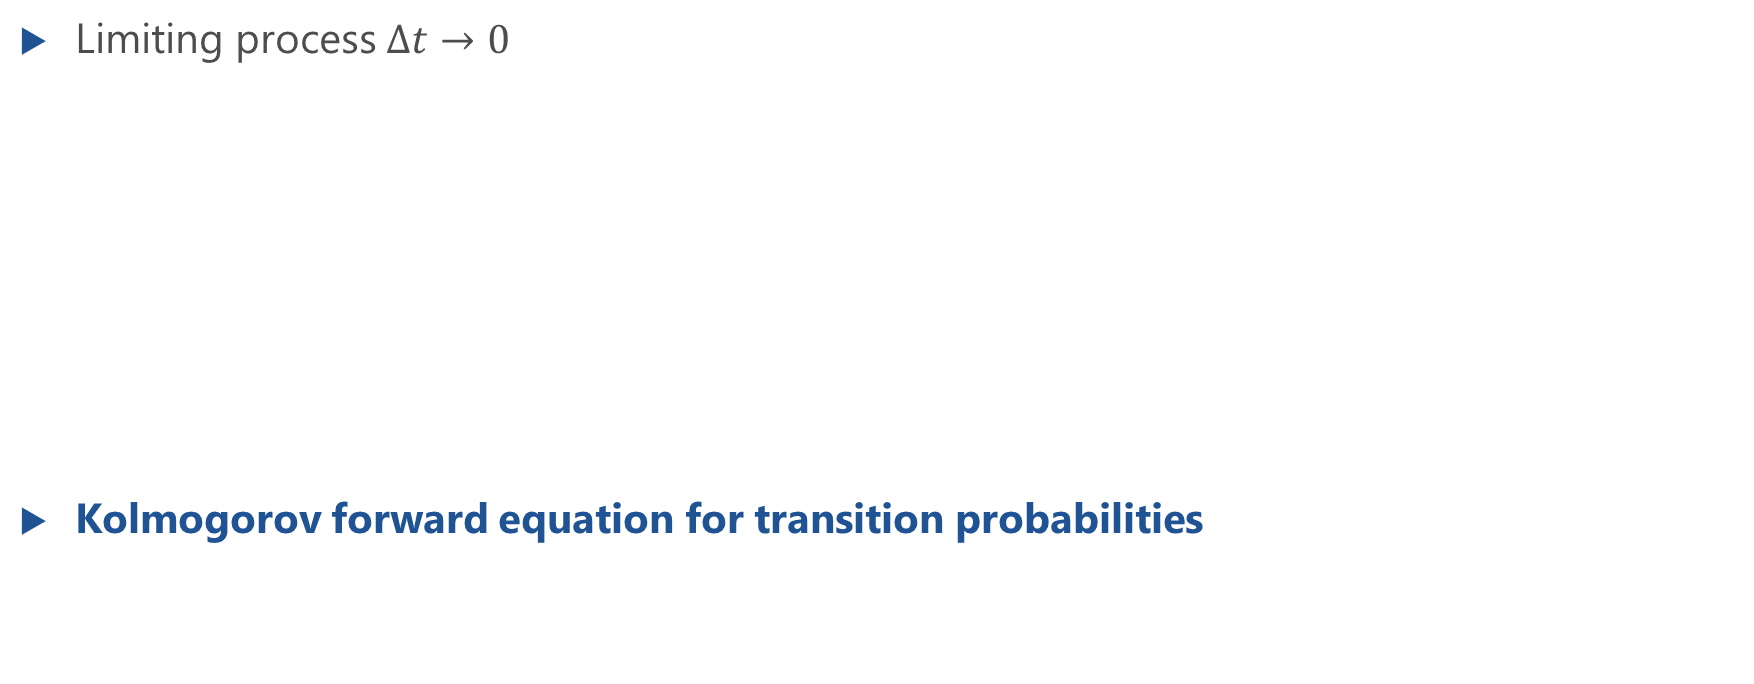 ▶ Limiting process Δt → 0
▶ Kolmogorov forward equation for transition probabilities